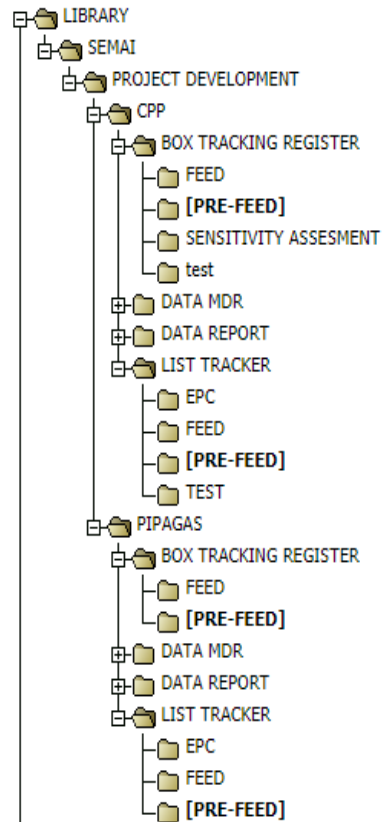 LIBRARY
SEMAI
PROJECT DEVELOPMENT
CPP
BOX TRACKING REGISTER
FEED
[PRE-FEED]
SENSITIVITY ASSESMENT
test
DATA MDR
DATA REPORT
LIST TRACKER
EPC
FEED
[PRE-FEED]
TEST
PIPAGAS
BOX TRACKING REGISTER
FEED
[PRE-FEED]
DATA MDR
DATA REPORT
LIST TRACKER
EPC
FEED
[PRE-FEED]